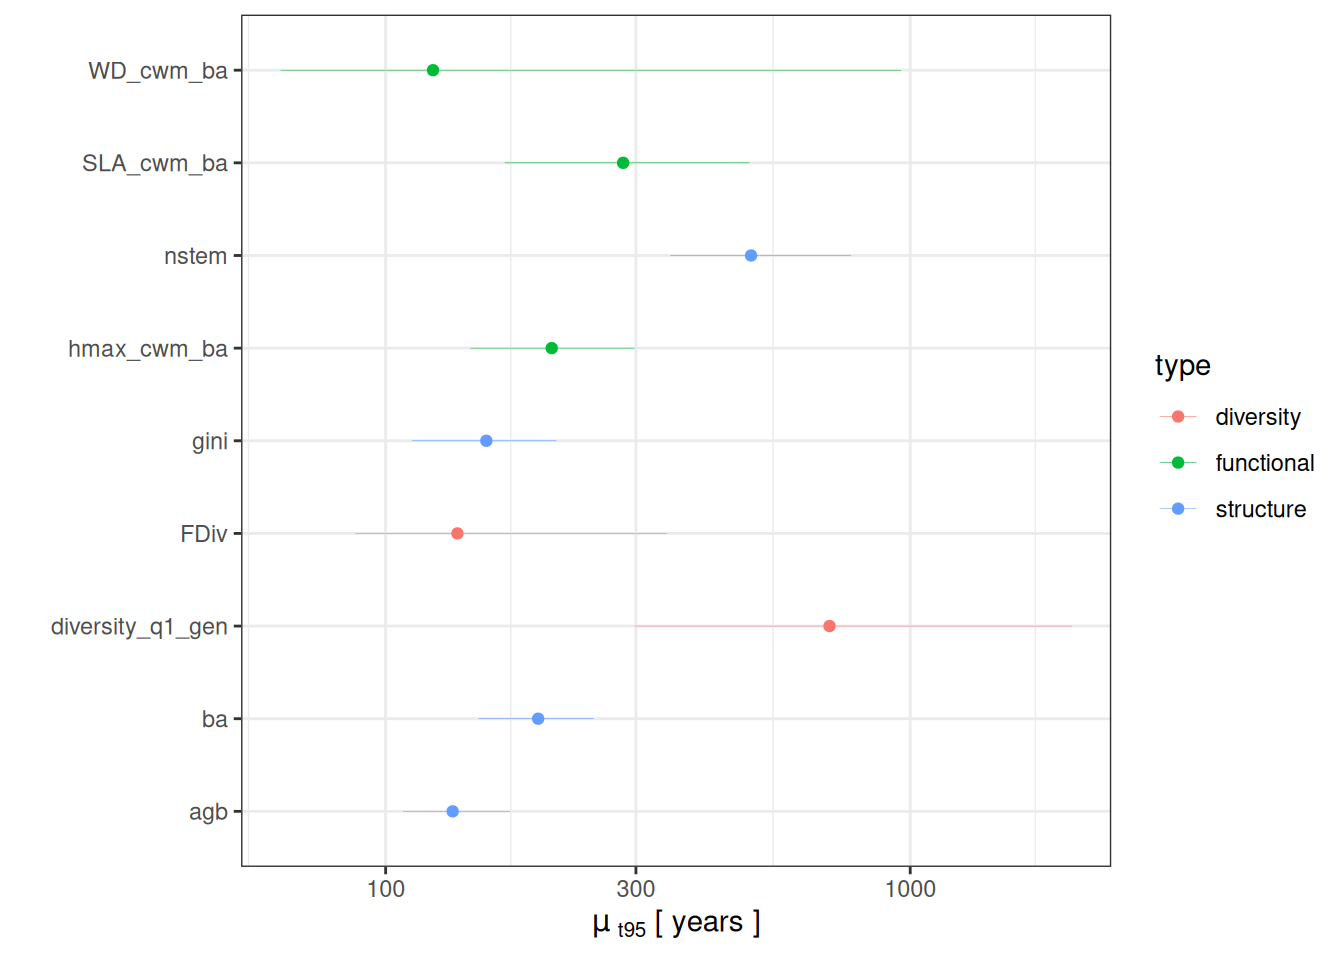 WD_cwm_ba
SLA_cwm_ba
nstem
hmax_cwm_ba
gini
FDiv
diversity_q1_gen
ba
agb
100 300 1000
μ t95 [ years ]
type
diversity
functional
structure